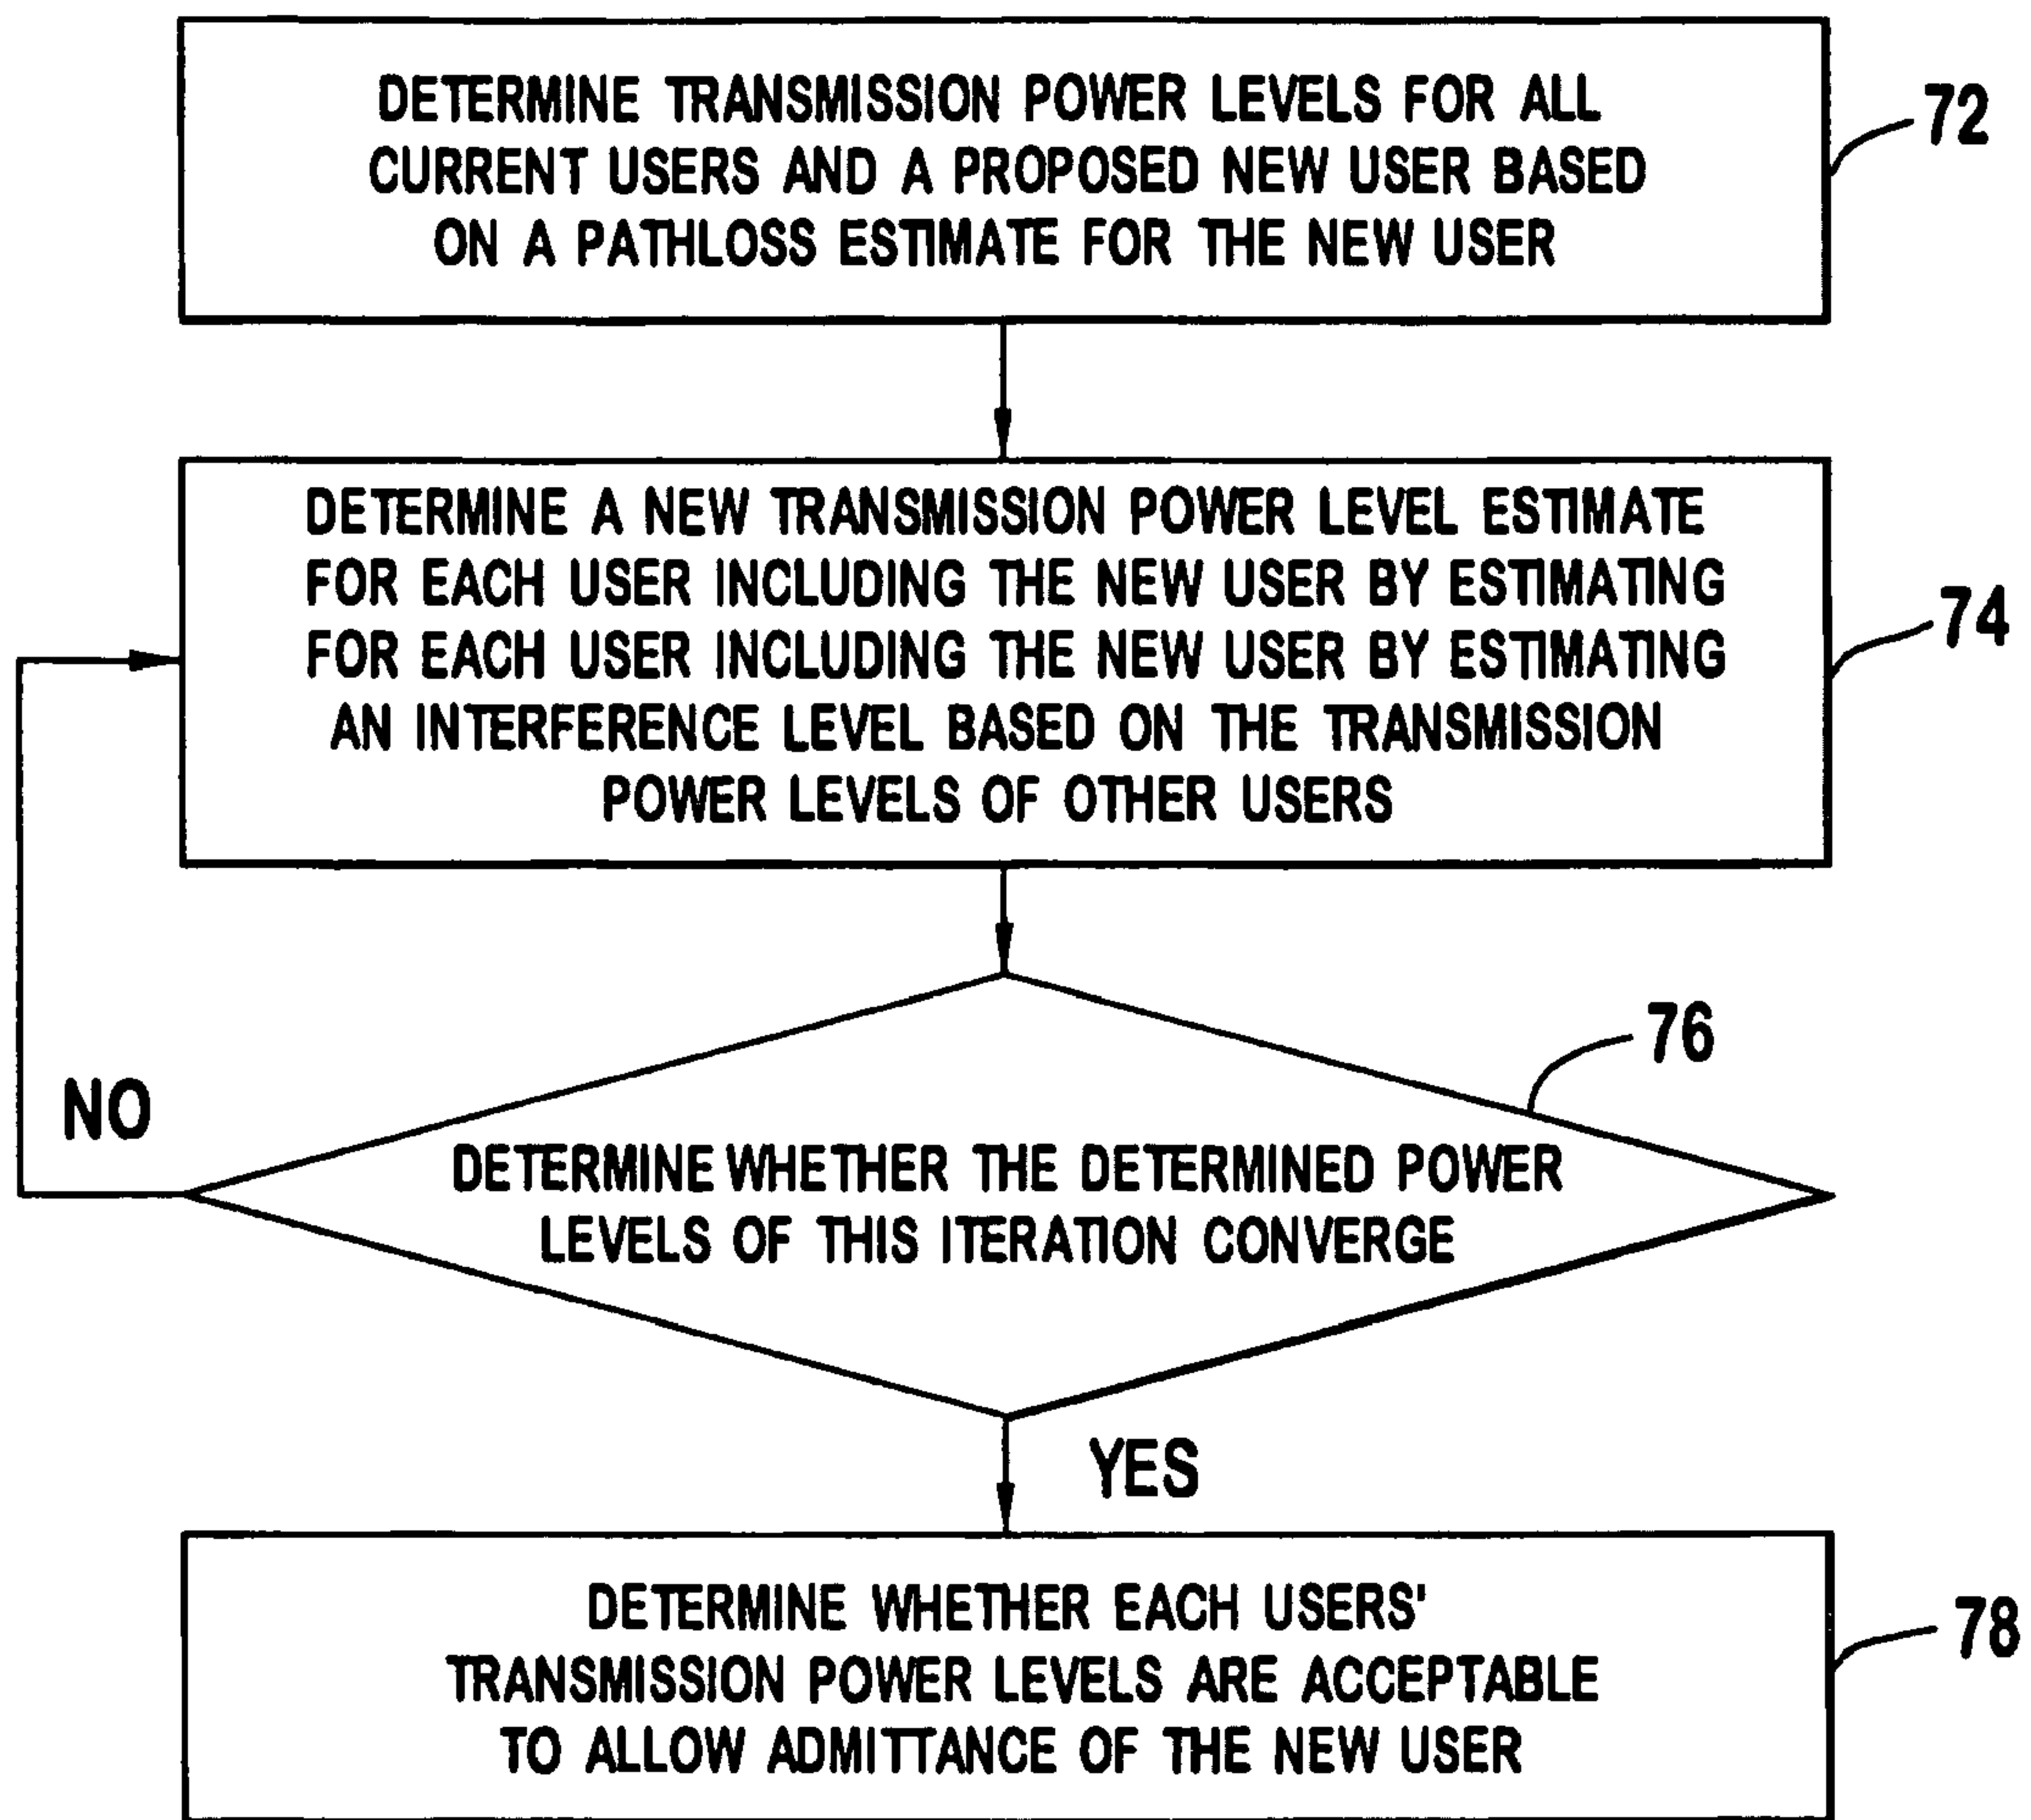 DETERMINE TRANSMISSION POWER LEVELS FOR ALL
CURRENT USERS AND A PROPOSED NEW USER BASED
ON A PATHLOSS ESTIMATE FOR THE NEW USER
72
DETERMINE A NEW TRANSMISSION POWER LEVEL ESTIMATE
FOR EACH USER INCLUDING THE NEW USER BY ESTIMATING
FOR EACH USER INCLUDING THE NEW USER BY ESTIMATING
AN INTERFERENCE LEVEL BASED ON THE TRANSMISSION
POWER LEVELS OF OTHER USERS
74
76
NO
DETERMINE WHETHER THE DETERMINED POWER
LEVELS OF THIS ITERATION CONVERGE
YES
DETERMINE WHETHER EACH USERS'
TRANSMISSION POWER LEVELS ARE ACCEPTABLE
TO ALLOW ADMITTANCE OF THE NEW USER
78